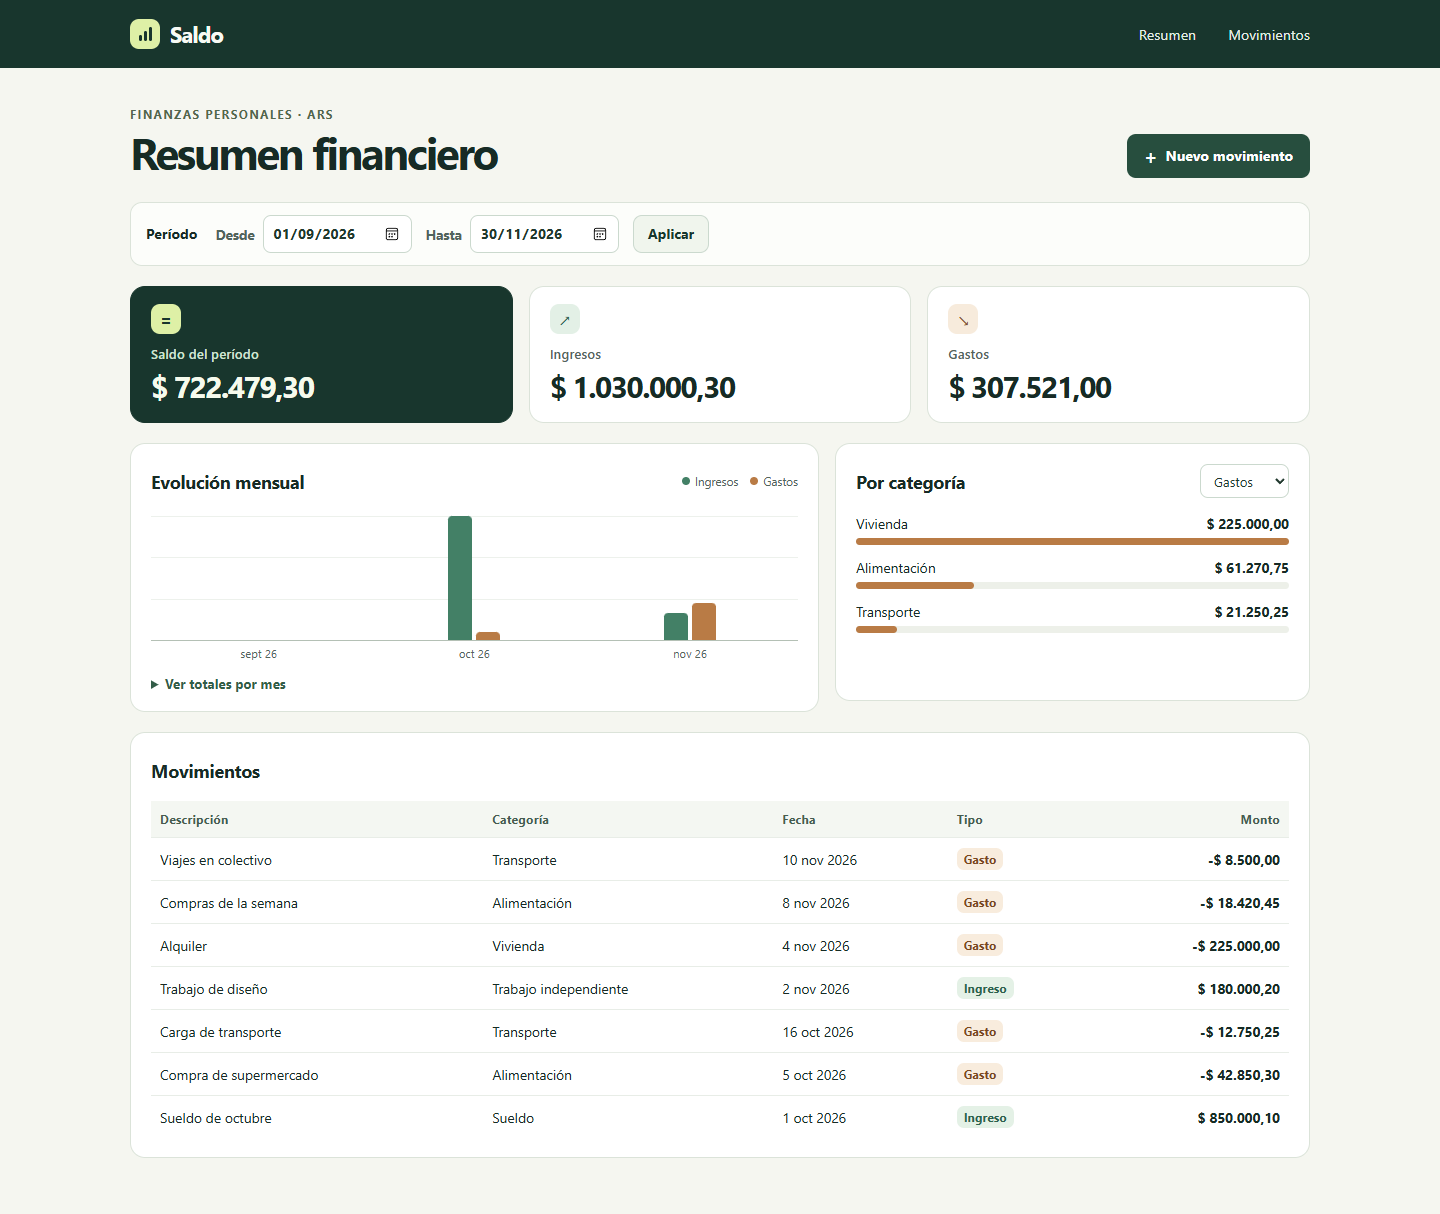 Saldo
Resumen Movimientos
FINANZAS PERSONALES · ARS
Resumen financiero
+ Nuevo movimiento
Período Desde 01/09/2026 Hasta 30/11/2026 Aplicar
=
Saldo del período
$ 722.479,30
↗
Ingresos
$ 1.030.000,30
↘
Gastos
$ 307.521,00
Evolución mensual
Ingresos Gastos
sept 26 oct 26 nov 26
▶ Ver totales por mes
Por categoría
Gastos
Vivienda $ 225.000,00
Alimentación $ 61.270,75
Transporte $ 21.250,25
Movimientos
Descripción Categoría Fecha Tipo Monto
Viajes en colectivo Transporte 10 nov 2026 Gasto -$ 8.500,00
Compras de la semana Alimentación 8 nov 2026 Gasto -$ 18.420,45
Alquiler Vivienda 4 nov 2026 Gasto -$ 225.000,00
Trabajo de diseño Trabajo independiente 2 nov 2026 Ingreso $ 180.000,20
Carga de transporte Transporte 16 oct 2026 Gasto -$ 12.750,25
Compra de supermercado Alimentación 5 oct 2026 Gasto -$ 42.850,30
Sueldo de octubre Sueldo 1 oct 2026 Ingreso $ 850.000,10